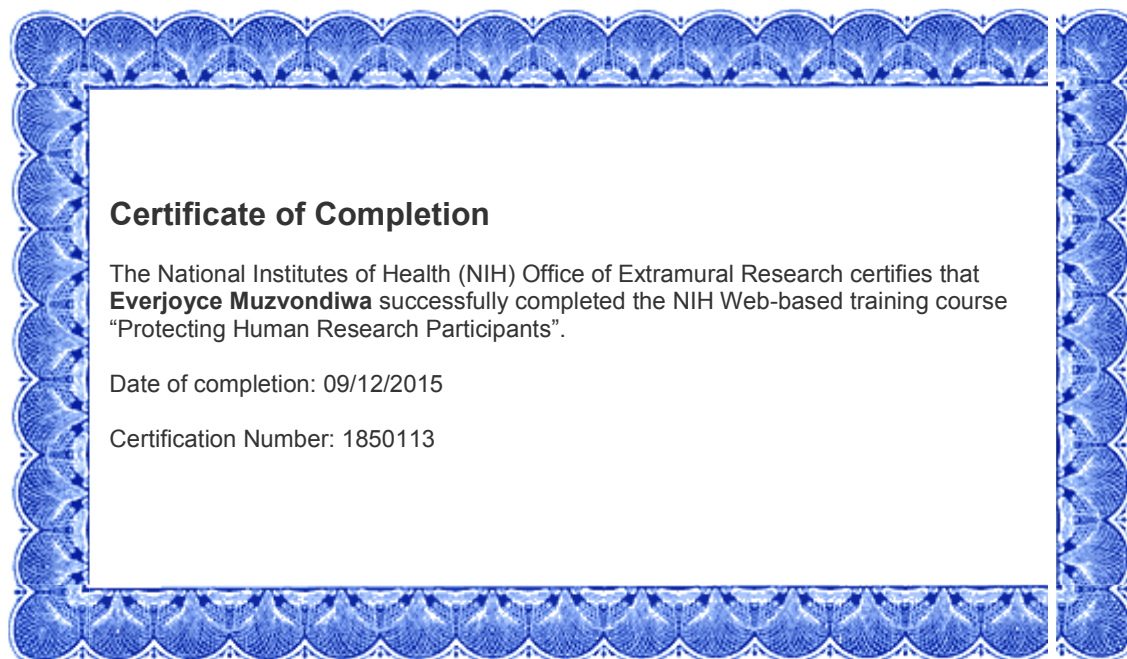 Certificate of Completion
The National Institutes of Health (NIH) Office of Extramural Research certifies that
Everjoyce Muzvondiwa successfully completed the NIH Web-based training course
“Protecting Human Research Participants”.
Date of completion: 09/12/2015
Certification Number: 1850113